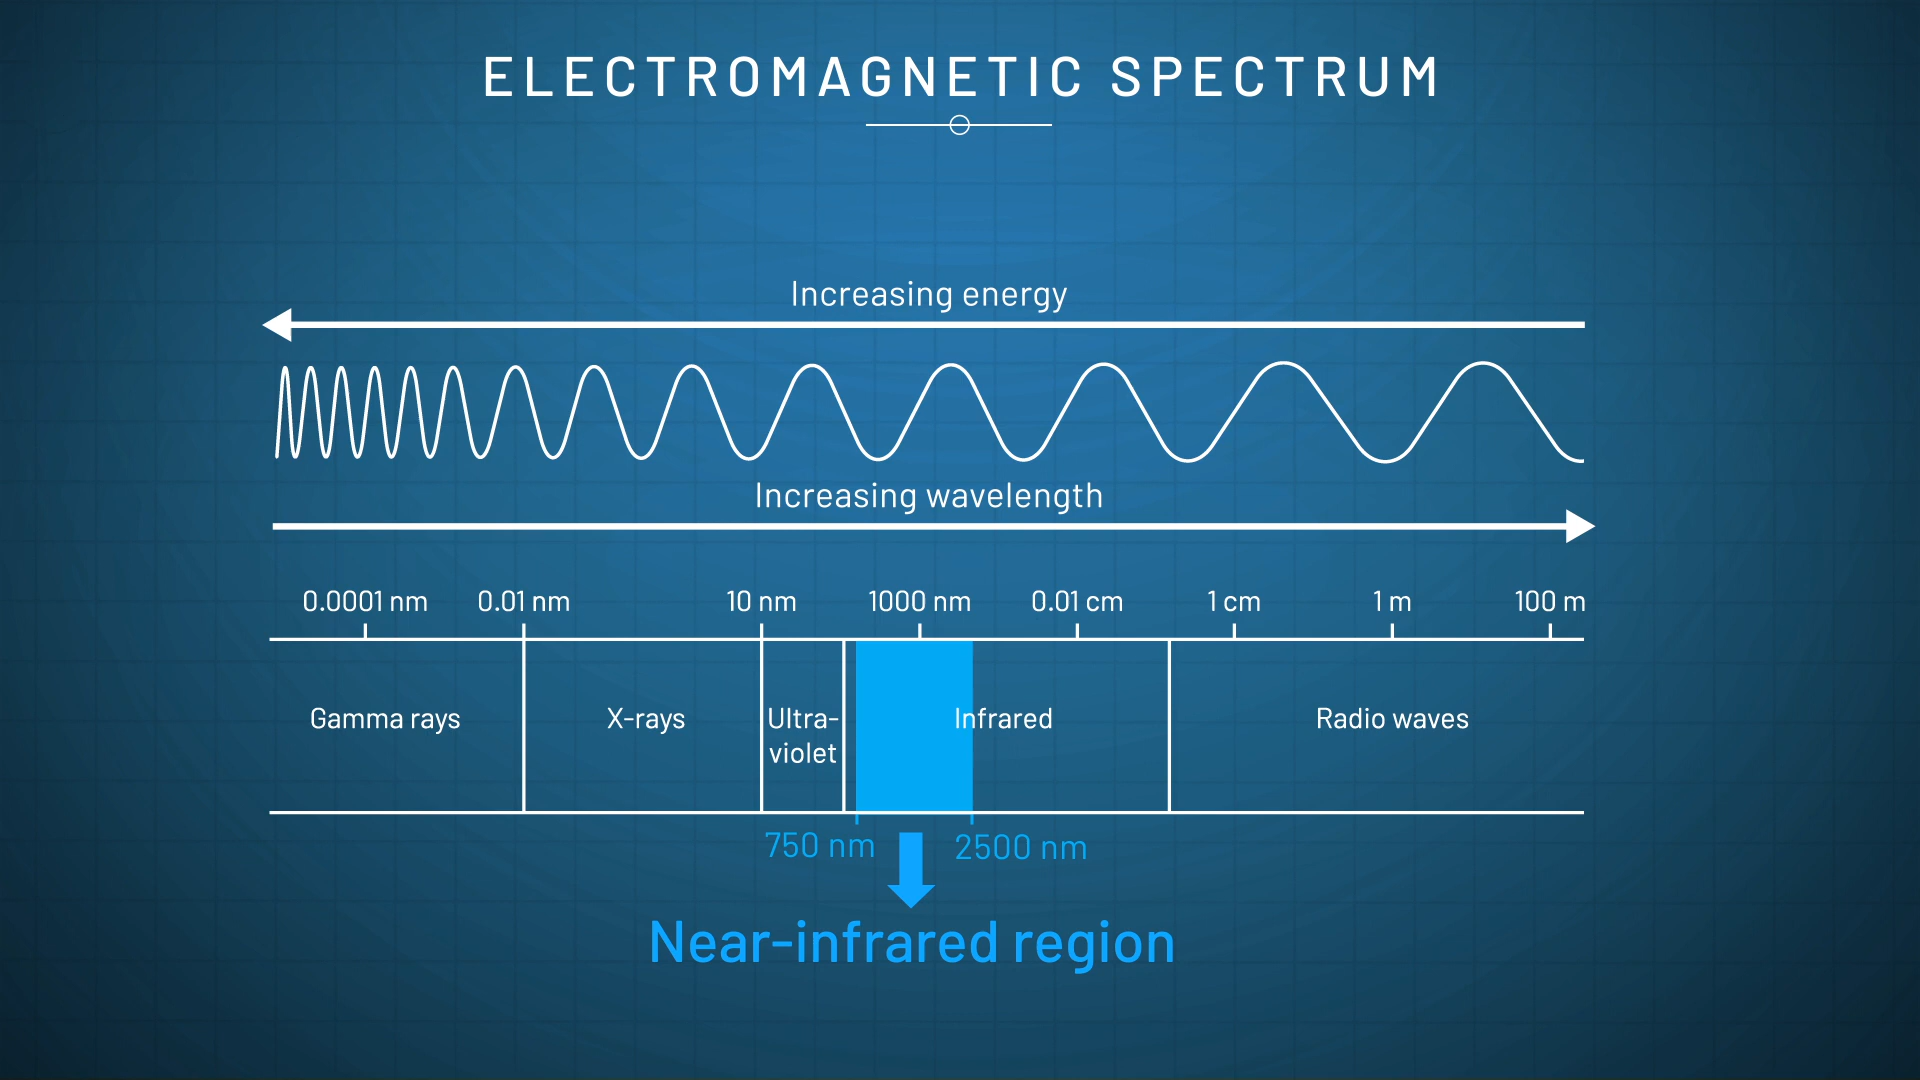 ELECTROMAGNETIC SPECTRUM
Increasing energy
Increasing wavelength
0.0001 nm 0.01 nm 10 nm 1000 nm 0.01 cm 1 cm 1 m 100 m
Gamma rays X-rays Ultra- Infrared Radio waves
violet
750 nm 2500 nm
Near-infrared region